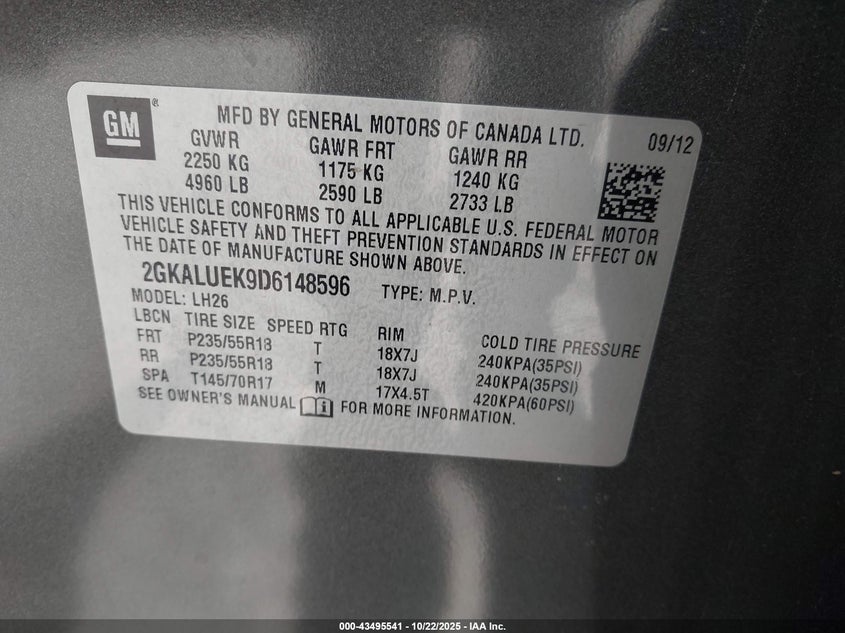 GM®
MFD BY GENERAL MOTORS OF CANADA LTD.
09/12
GVWR GAWR FRT GAWR RR
2250 KG 1175 KG 1240 KG
4960 LB 2590 LB 2733 LB
THIS VEHICLE CONFORMS TO ALL APPLICABLE U.S. FEDERAL MOTOR
VEHICLE SAFETY AND THEFT PREVENTION STANDARDS IN EFFECT ON
THE DATE OF MANUFACTURE SHOWN ABOVE.
2GKALUEK9D6148596 TYPE: M.P.V.
MODEL: LH26
LBCN TIRE SIZE SPEED RTG RIM COLD TIRE PRESSURE
FRT P235/55R18 T 18X7J 240KPA(35PSI)
RR P235/55R18 T 18X7J 240KPA(35PSI)
SPA T145/70R17 M 17X4.5T 420KPA(60PSI)
SEE OWNER'S MANUAL i FOR MORE INFORMATION.
000-43495541 - 10/22/2025 - IAA Inc.